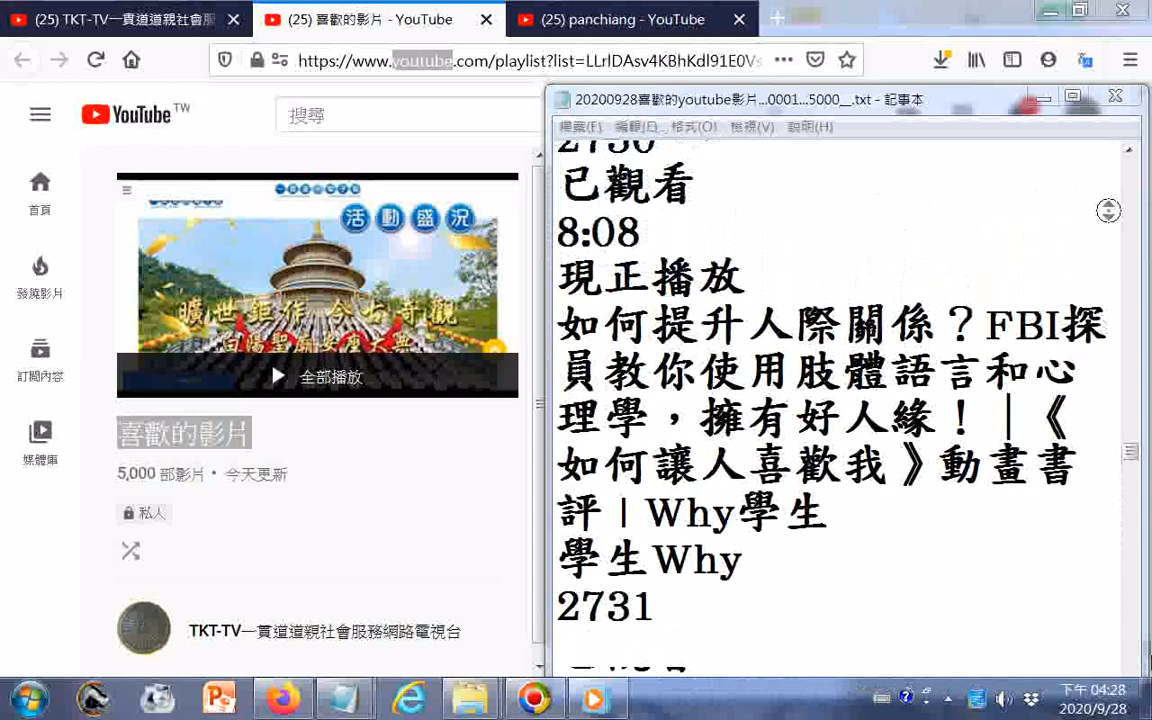 (25) TKT-TV一貫道道親社會服
(25) 喜歡的影片 - YouTube
(25) panchiang - YouTube
https://www.youtube.com/playlist?list=LLrlDAsv4KBhKdl91E0Vs
YouTube TW
搜尋
首頁
發燒影片
訂閱內容
媒體庫
活動盛況
曠世鉅作 今古奇觀
全部播放
喜歡的影片
5,000 部影片・今天更新
私人
TKT-TV一貫道道親社會服務網路電視台
20200928喜歡的youtube影片...0001...5000__.txt - 記事本
檔案(F) 編輯(E) 格式(O) 檢視(V) 說明(H)
2730
已觀看
8:08
現正播放
如何提升人際關係？FBI探
員教你使用肢體語言和心
理學，擁有好人緣！｜《
如何讓人喜歡我》動畫書
評 | Why學生
學生Why
2731
下午 04:28
2020/9/28